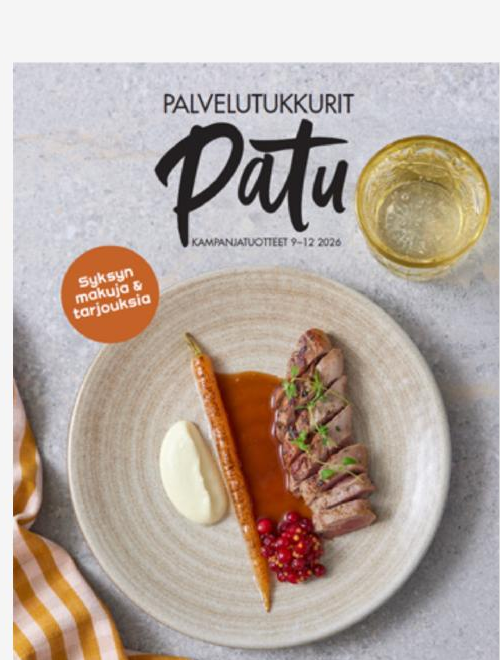 PALVELUTUKKURIT
Patu
KAMPANJATUOTTEET 9–12 2026
Syksyn
makuja &
tarjouksia